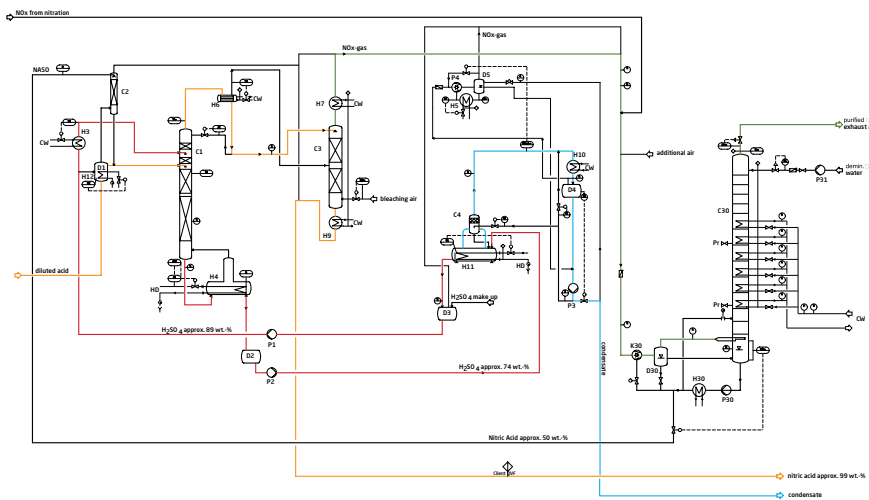 NOx from nitration
NOx-gas
NOx-gas
NASO
C2
H6
CW
H7
CW
P4
D5
H5
H3
CW
C1
C3
D1
H12
H10
CW
D4
additional air
purified
exhaust
P31
demin.
water
bleaching air
C30
C4
H9
CW
Pr
H11
HD
diluted acid
H4
HD
H2SO4 make up
P3
Pr
D3
CW
H2SO4 approx. 89 wt.-%
P1
D2
H2SO4 approx. 74 wt.-%
P2
condensate
K30
D30
H30
P30
Nitric Acid approx. 50 wt.-%
nitric acid approx. 99 wt.-%
condensate